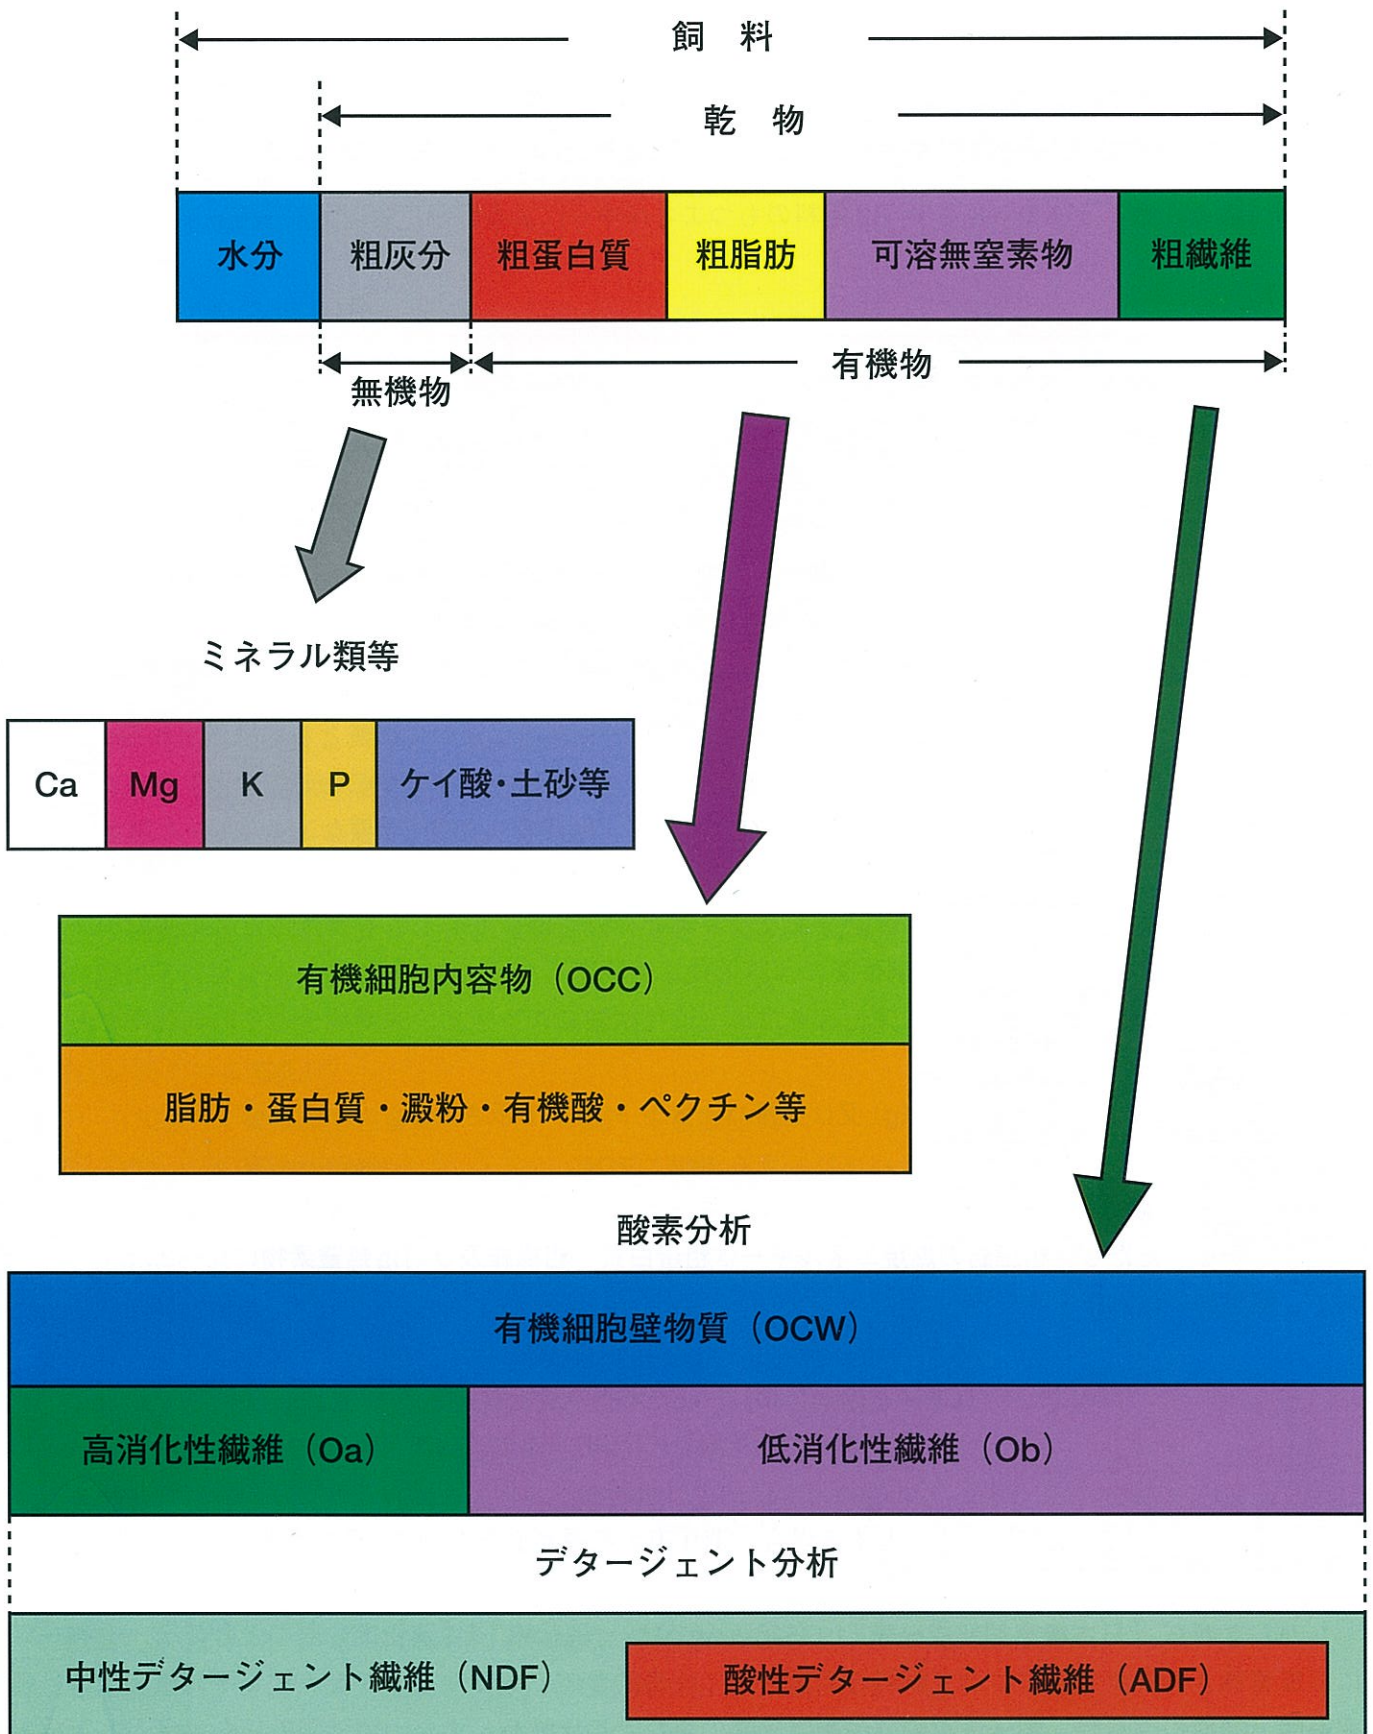 飼 料
乾 物
水分 粗灰分 粗蛋白質 粗脂肪 可溶無窒素物 粗繊維
無機物 有機物
ミネラル類等
Ca Mg K P ケイ酸・土砂等
有機細胞内容物（OCC）
脂肪・蛋白質・澱粉・有機酸・ペクチン等
酸素分析
有機細胞壁物質（OCW）
高消化性繊維（Oa） 低消化性繊維（Ob）
デタージェント分析
中性デタージェント繊維（NDF） 酸性デタージェント繊維（ADF）